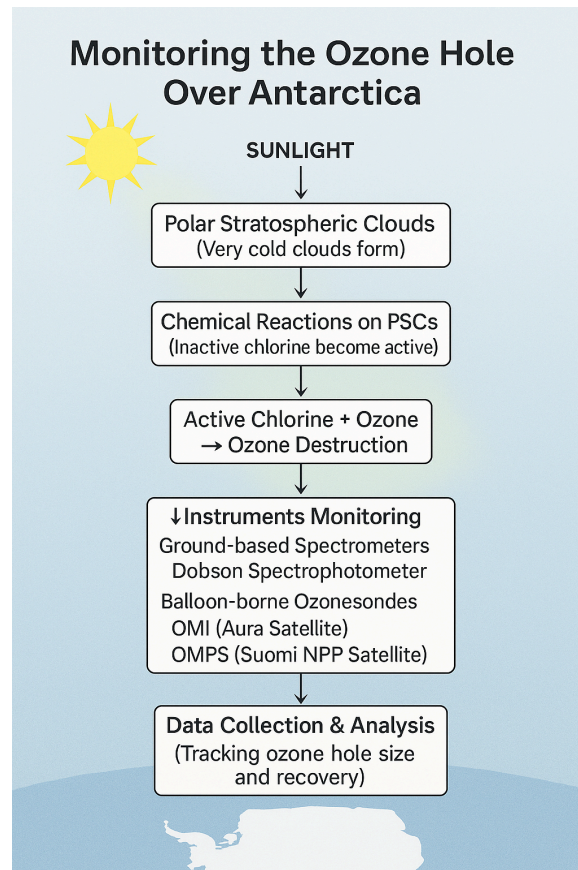 Monitoring the Ozone Hole
Over Antarctica
SUNLIGHT
Polar Stratospheric Clouds
(Very cold clouds form)
Chemical Reactions on PSCs
(Inactive chlorine become active)
Active Chlorine + Ozone
→ Ozone Destruction
↓Instruments Monitoring
Ground-based Spectrometers
Dobson Spectrophotometer
Balloon-borne Ozonesondes
OMI (Aura Satellite)
OMPS (Suomi NPP Satellite)
Data Collection & Analysis
(Tracking ozone hole size
and recovery)